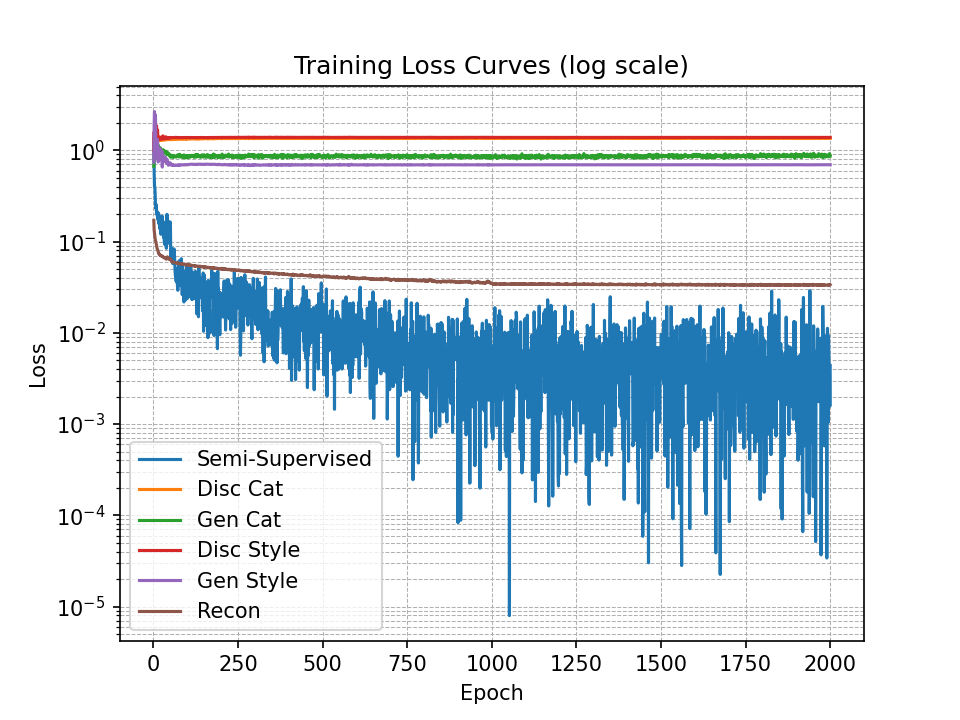 Training Loss Curves (log scale)
Loss
10⁰
10⁻¹
10⁻²
10⁻³
10⁻⁴
10⁻⁵
Semi-Supervised
Disc Cat
Gen Cat
Disc Style
Gen Style
Recon
0 250 500 750 1000 1250 1500 1750 2000
Epoch